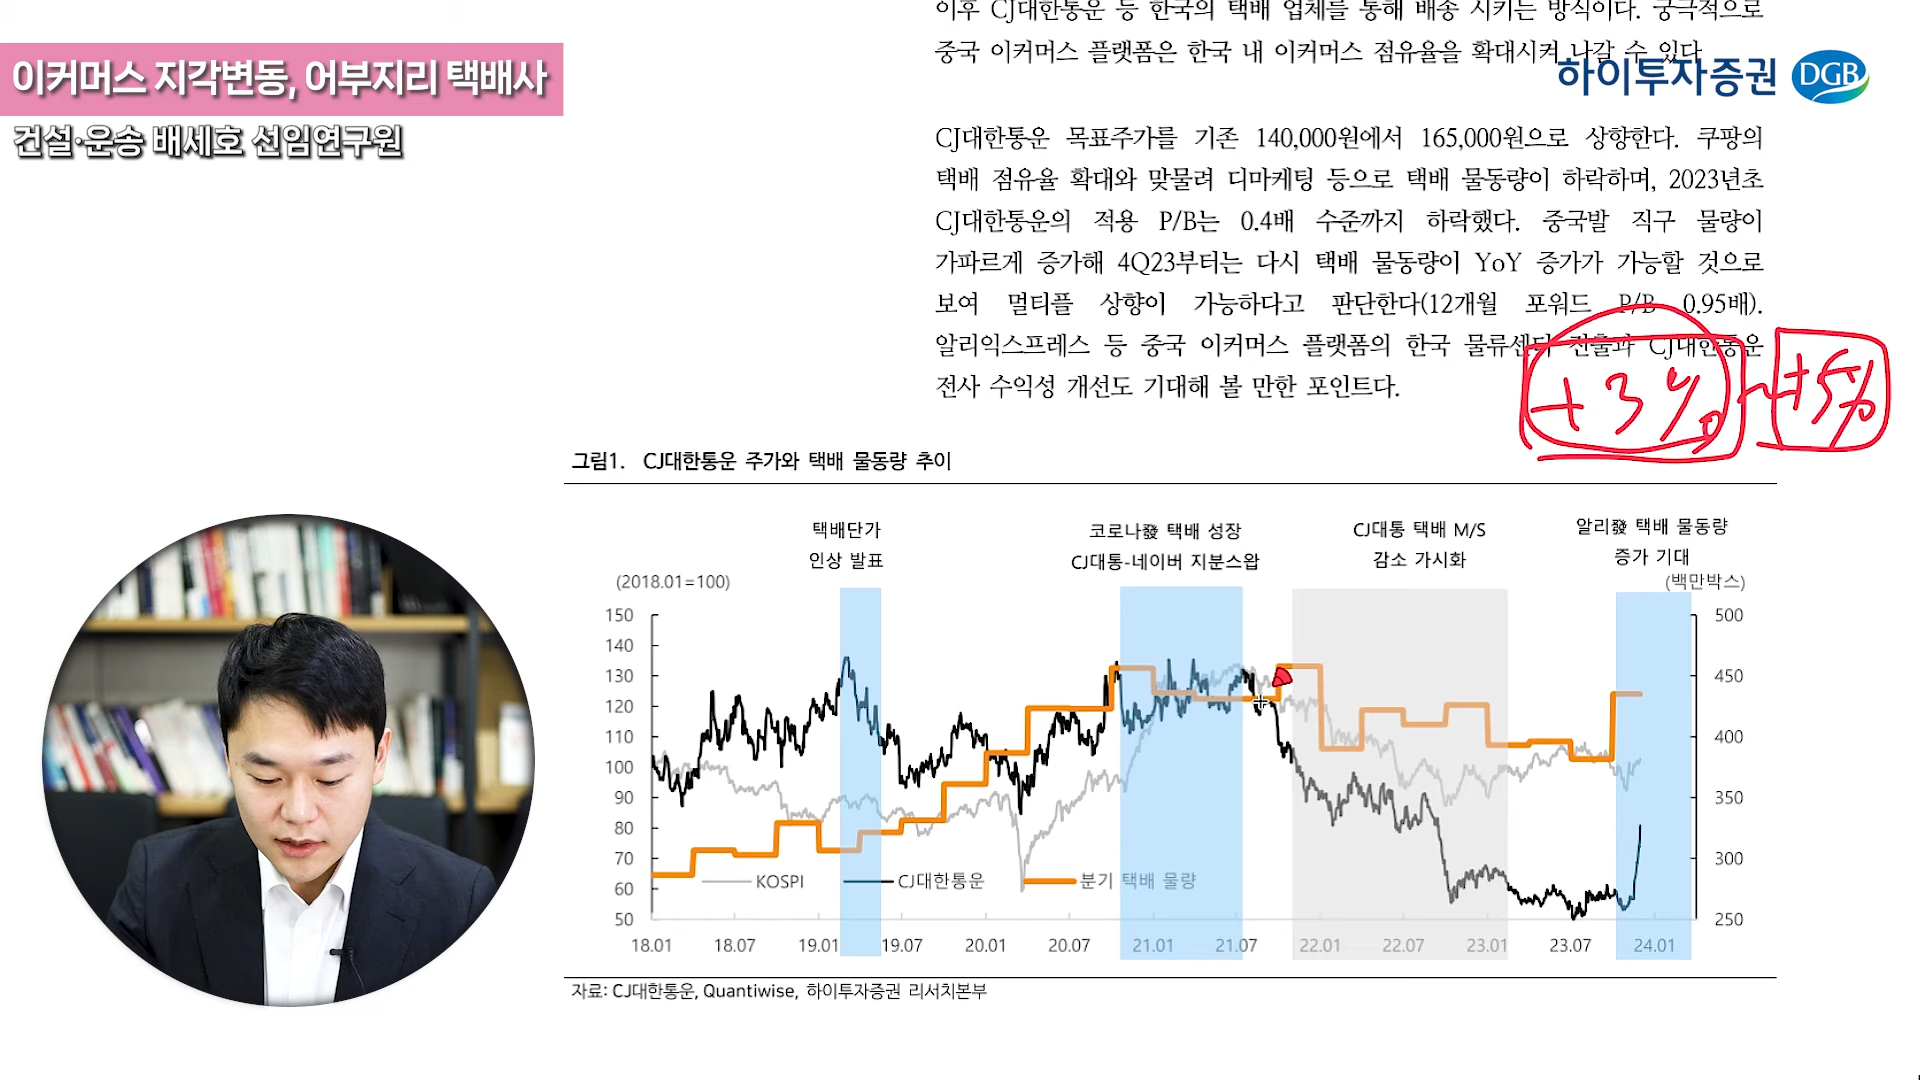 이후 CJ대한통운 등 한국의 택배 업체를 통해 배송 시키는 방식이다. 궁극적으로
중국 이커머스 플랫폼은 한국 내 이커머스 점유율을 확대시켜 나갈 수 있다
이커머스 지각변동, 어부지리 택배사
건설·운송 배세호 선임연구원
하이투자증권 DGB
CJ대한통운 목표주가를 기존 140,000원에서 165,000원으로 상향한다. 쿠팡의
택배 점유율 확대와 맞물려 디마케팅 등으로 택배 물동량이 하락하며, 2023년초
CJ대한통운의 적용 P/B는 0.4배 수준까지 하락했다. 중국발 직구 물량이
가파르게 증가해 4Q23부터는 다시 택배 물동량이 YoY 증가가 가능할 것으로
보여 멀티플 상향이 가능하다고 판단한다(12개월 포워드 P/B 0.95배).
알리익스프레스 등 중국 이커머스 플랫폼의 한국 물류센터 진출과 CJ대한통운
전사 수익성 개선도 기대해 볼 만한 포인트다.
+3% ~ +5%
그림1. CJ대한통운 주가와 택배 물동량 추이
택배단가
인상 발표
코로나發 택배 성장
CJ대통-네이버 지분스왑
CJ대통 택배 M/S
감소 가시화
알리發 택배 물동량
증가 기대
(2018.01=100)
(백만박스)
150
140
130
120
110
100
90
80
70
60
50
500
450
400
350
300
250
KOSPI
CJ대한통운
분기 택배 물량
18.01 18.07 19.01 19.07 20.01 20.07 21.01 21.07 22.01 22.07 23.01 23.07 24.01
자료: CJ대한통운, Quantiwise, 하이투자증권 리서치본부